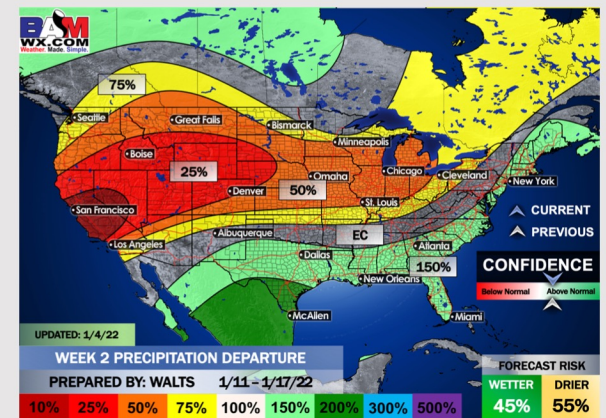 BAM
WX.COM
Weather. Made. Simple.
75%
Seattle
Great Falls
Bismarck
Minneapolis
Boise
25%
Omaha
Chicago
Cleveland
New York
Denver
50%
St. Louis
San Francisco
CURRENT
PREVIOUS
Los Angeles
Albuquerque
EC
Atlanta
Dallas
150%
CONFIDENCE
New Orleans
Below Normal
Above Normal
McAllen
Miami
UPDATED: 1/4/22
WEEK 2 PRECIPITATION DEPARTURE
PREPARED BY: WALTS 1/11 - 1/17/22
FORECAST RISK
WETTER DRIER
45% 55%
10% 25% 50% 75% 100% 150% 200% 300% 500%